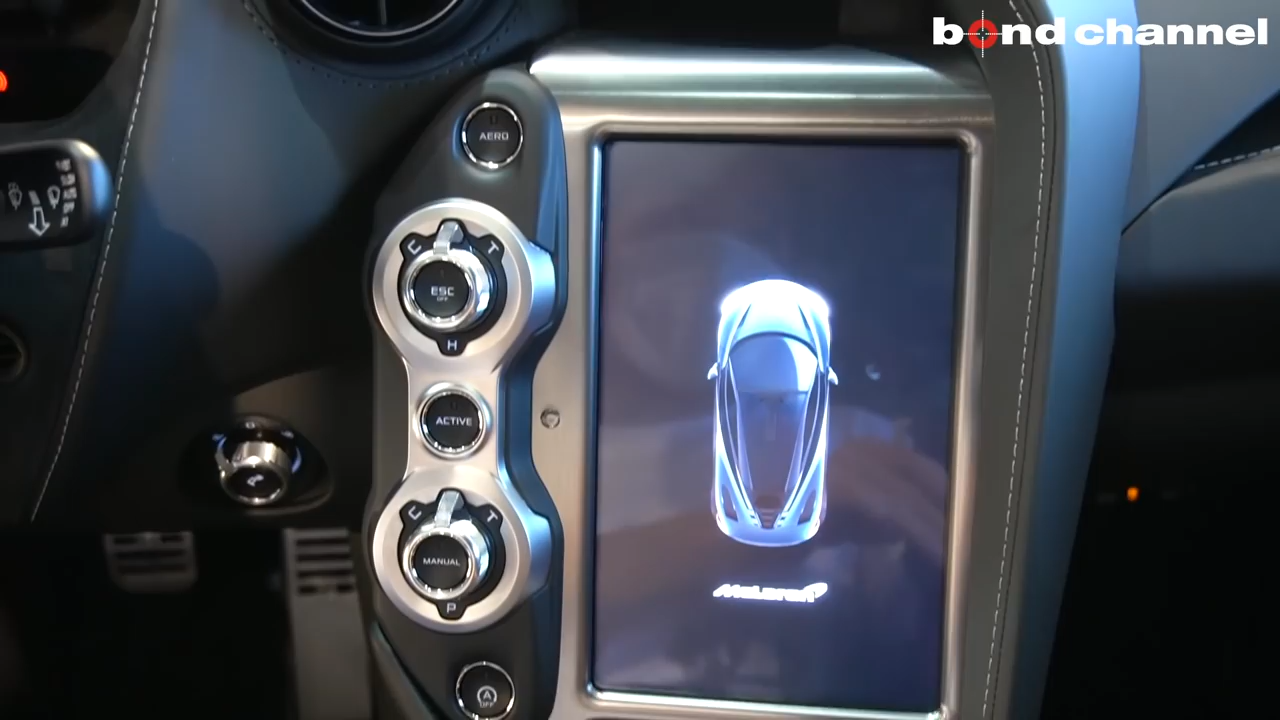 bond channel
AERO
C T
ESC
OFF
H
ACTIVE
C T
MANUAL
P
A
OFF
McLaren